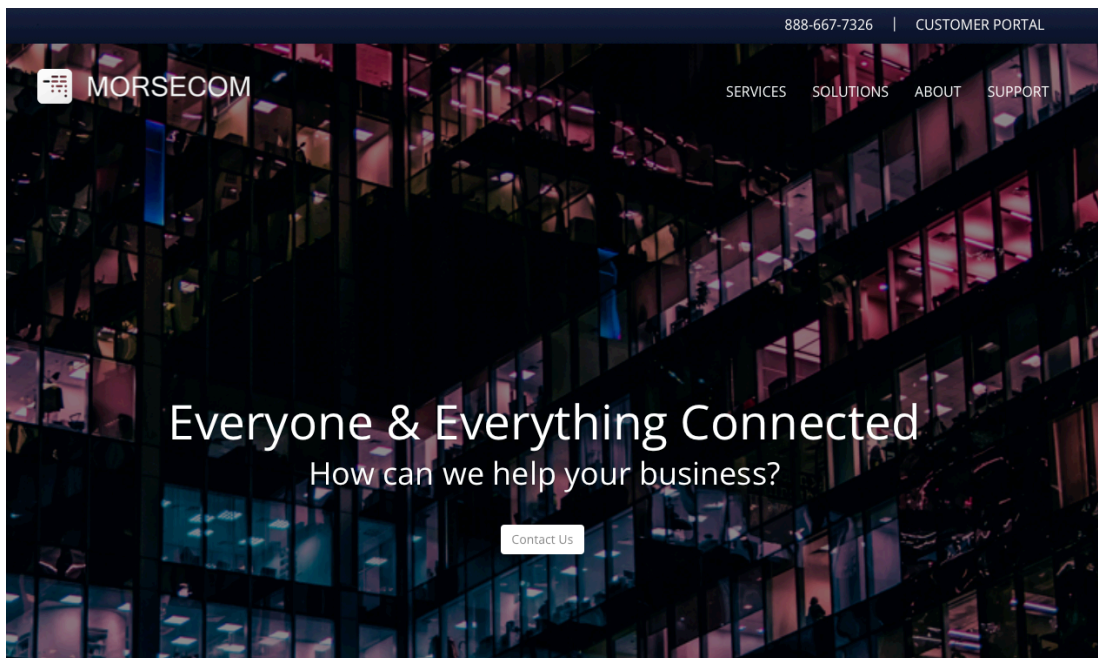 888-667-7326 | CUSTOMER PORTAL
MORSECOM
SERVICES SOLUTIONS ABOUT SUPPORT
Everyone & Everything Connected
How can we help your business?
Contact Us